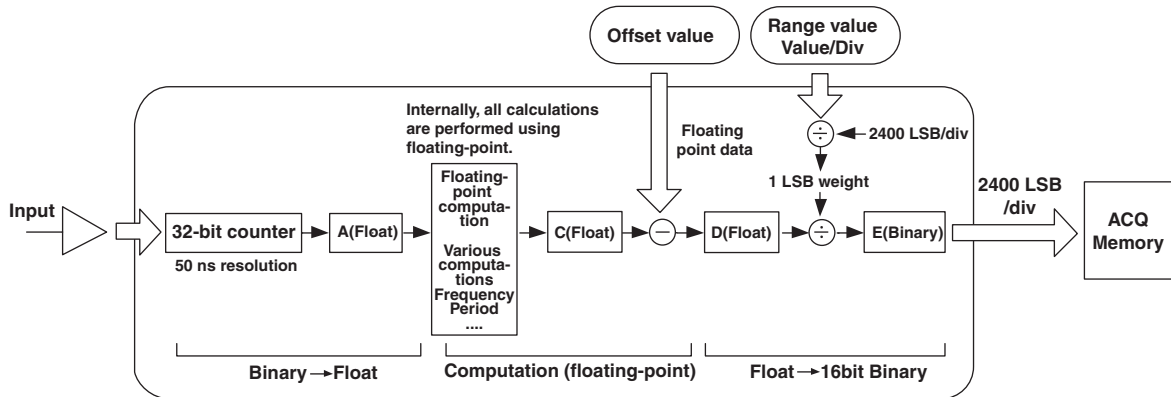 Offset value
Range value
Value/Div
Internally, all calculations
are performed using
floating-point.
Floating
point data
÷
2400 LSB/div
1 LSB weight
Input
32-bit counter
50 ns resolution
A(Float)
Floating-
point
computa-
tion
Various
computa-
tions
Frequency
Period
....
C(Float)
−
D(Float)
÷
E(Binary)
2400 LSB
/div
ACQ
Memory
Binary → Float
Computation (floating-point)
Float → 16bit Binary